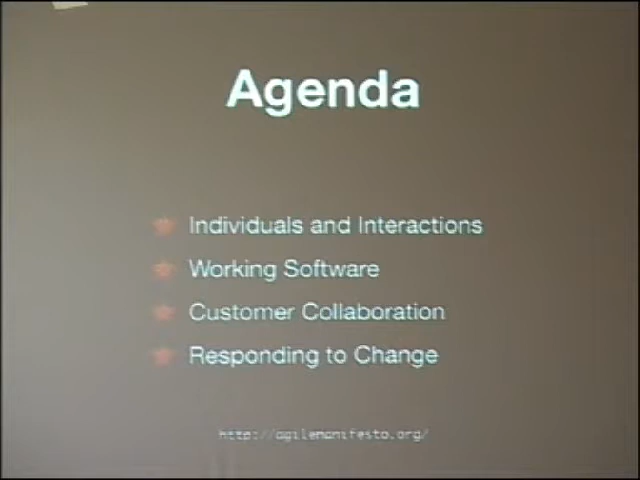 Agenda
Individuals and Interactions
Working Software
Customer Collaboration
Responding to Change
http://agilemanifesto.org/